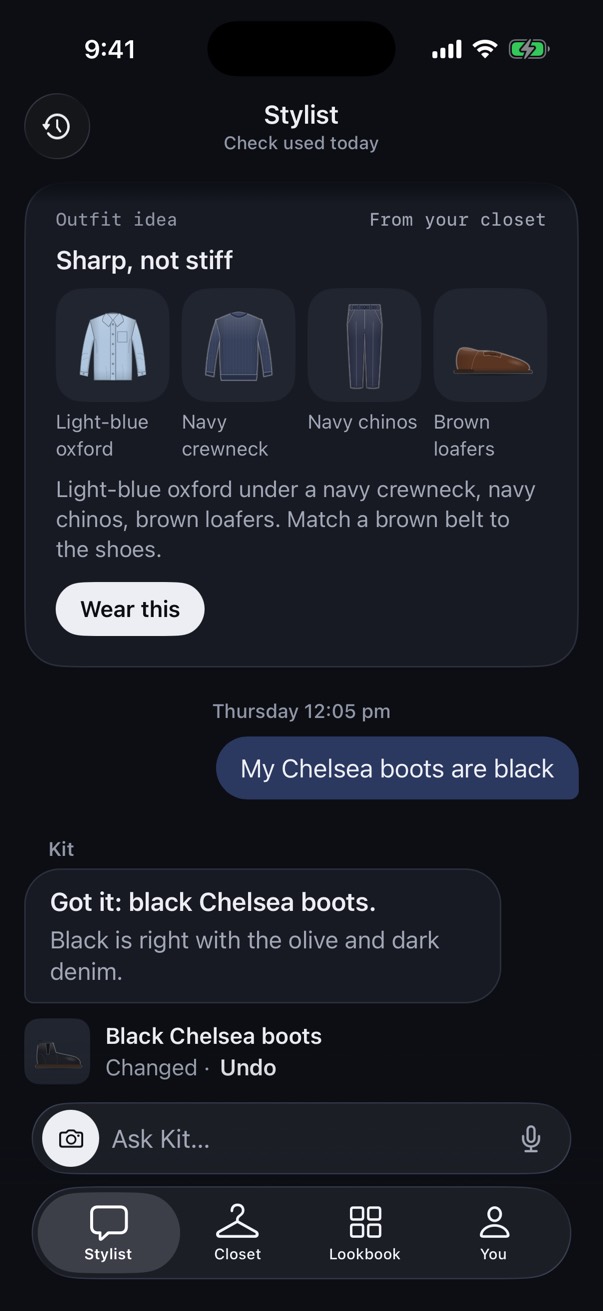 9:41
Stylist
Check used today
Outfit idea
From your closet
Sharp, not stiff
Light-blue
oxford
Navy
crewneck
Navy chinos
Brown
loafers
Light-blue oxford under a navy crewneck, navy
chinos, brown loafers. Match a brown belt to
the shoes.
Wear this
Thursday 12:05 pm
My Chelsea boots are black
Kit
Got it: black Chelsea boots.
Black is right with the olive and dark
denim.
Black Chelsea boots
Changed · Undo
Ask Kit...
Stylist
Closet
Lookbook
You